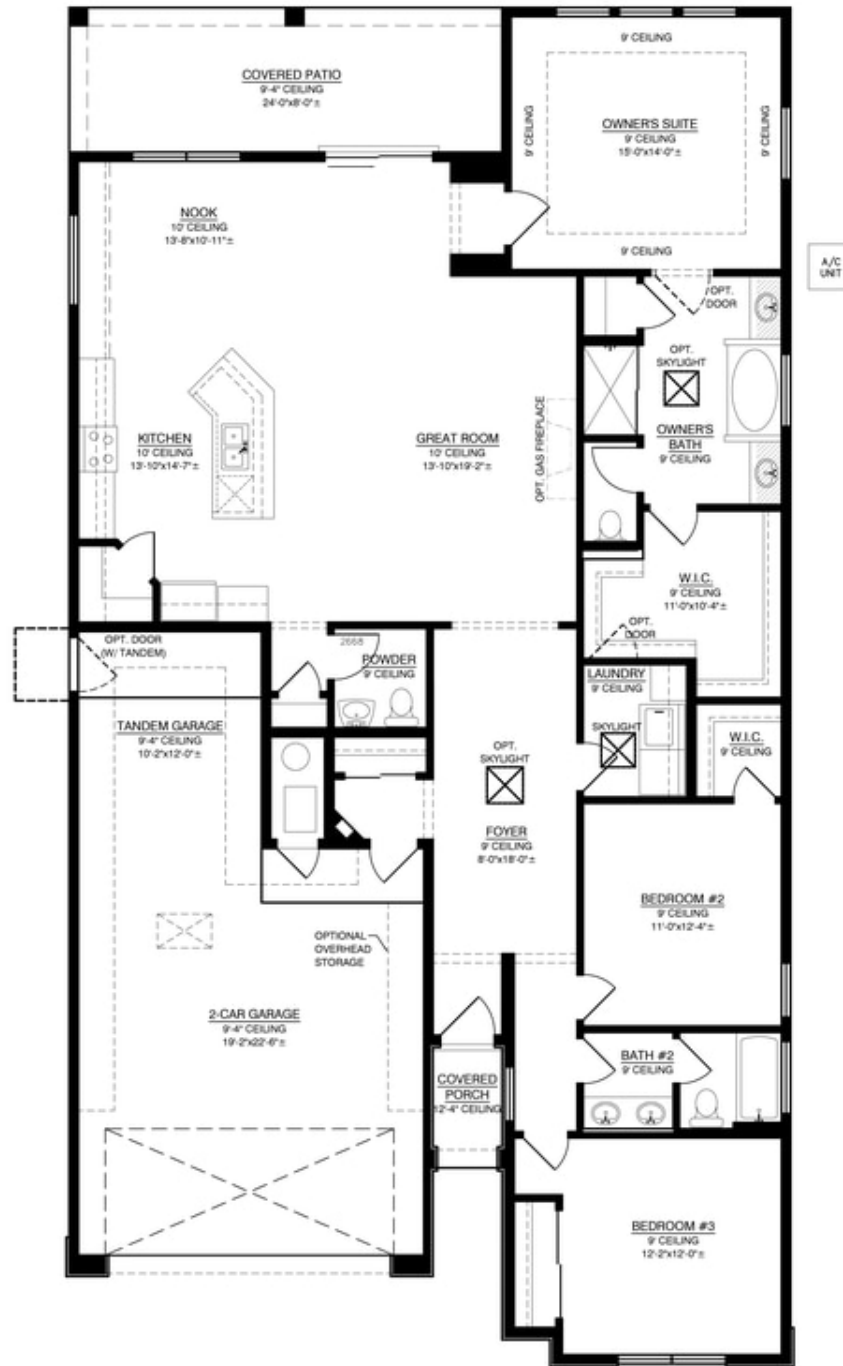 COVERED PATIO
9'-4" CEILING
24'-0"x8'-0"±
9' CEILING
9' CEILING
OWNER'S SUITE
9' CEILING
15'-0"x14'-0"±
9' CEILING
9' CEILING
NOOK
10' CEILING
13'-8"x10'-11"±
A/C
UNIT
OPT.
DOOR
OPT.
SKYLIGHT
OWNER'S
BATH
9' CEILING
KITCHEN
10' CEILING
13'-10"x14'-7"±
GREAT ROOM
10' CEILING
13'-10"x19'-2"±
OPT. GAS FIREPLACE
W.I.C.
9' CEILING
11'-0"x10'-4"±
OPT.
DOOR
OPT. DOOR
(W/ TANDEM)
2668
POWDER
9' CEILING
LAUNDRY
9' CEILING
SKYLIGHT
W.I.C.
9' CEILING
TANDEM GARAGE
9'-4" CEILING
10'-2"x12'-0"±
OPT.
SKYLIGHT
FOYER
9' CEILING
8'-0"x18'-0"±
BEDROOM #2
9' CEILING
11'-0"x12'-4"±
OPTIONAL
OVERHEAD
STORAGE
2-CAR GARAGE
9'-4" CEILING
19'-2"x22'-6"±
COVERED
PORCH
12'-4" CEILING
BATH #2
9' CEILING
BEDROOM #3
9' CEILING
12'-2"x12'-0"±